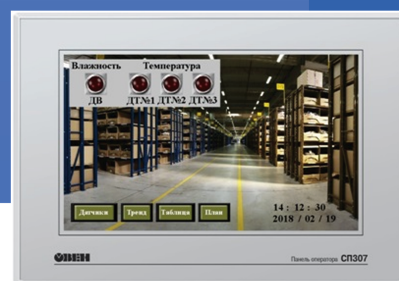 Влажность Температура
ДВ ДТ№1 ДТ№2 ДТ№3
Датчики Тренд Таблица План
14 : 12 : 30
2018 / 02 / 19
ОВЕН Панель оператора СП307